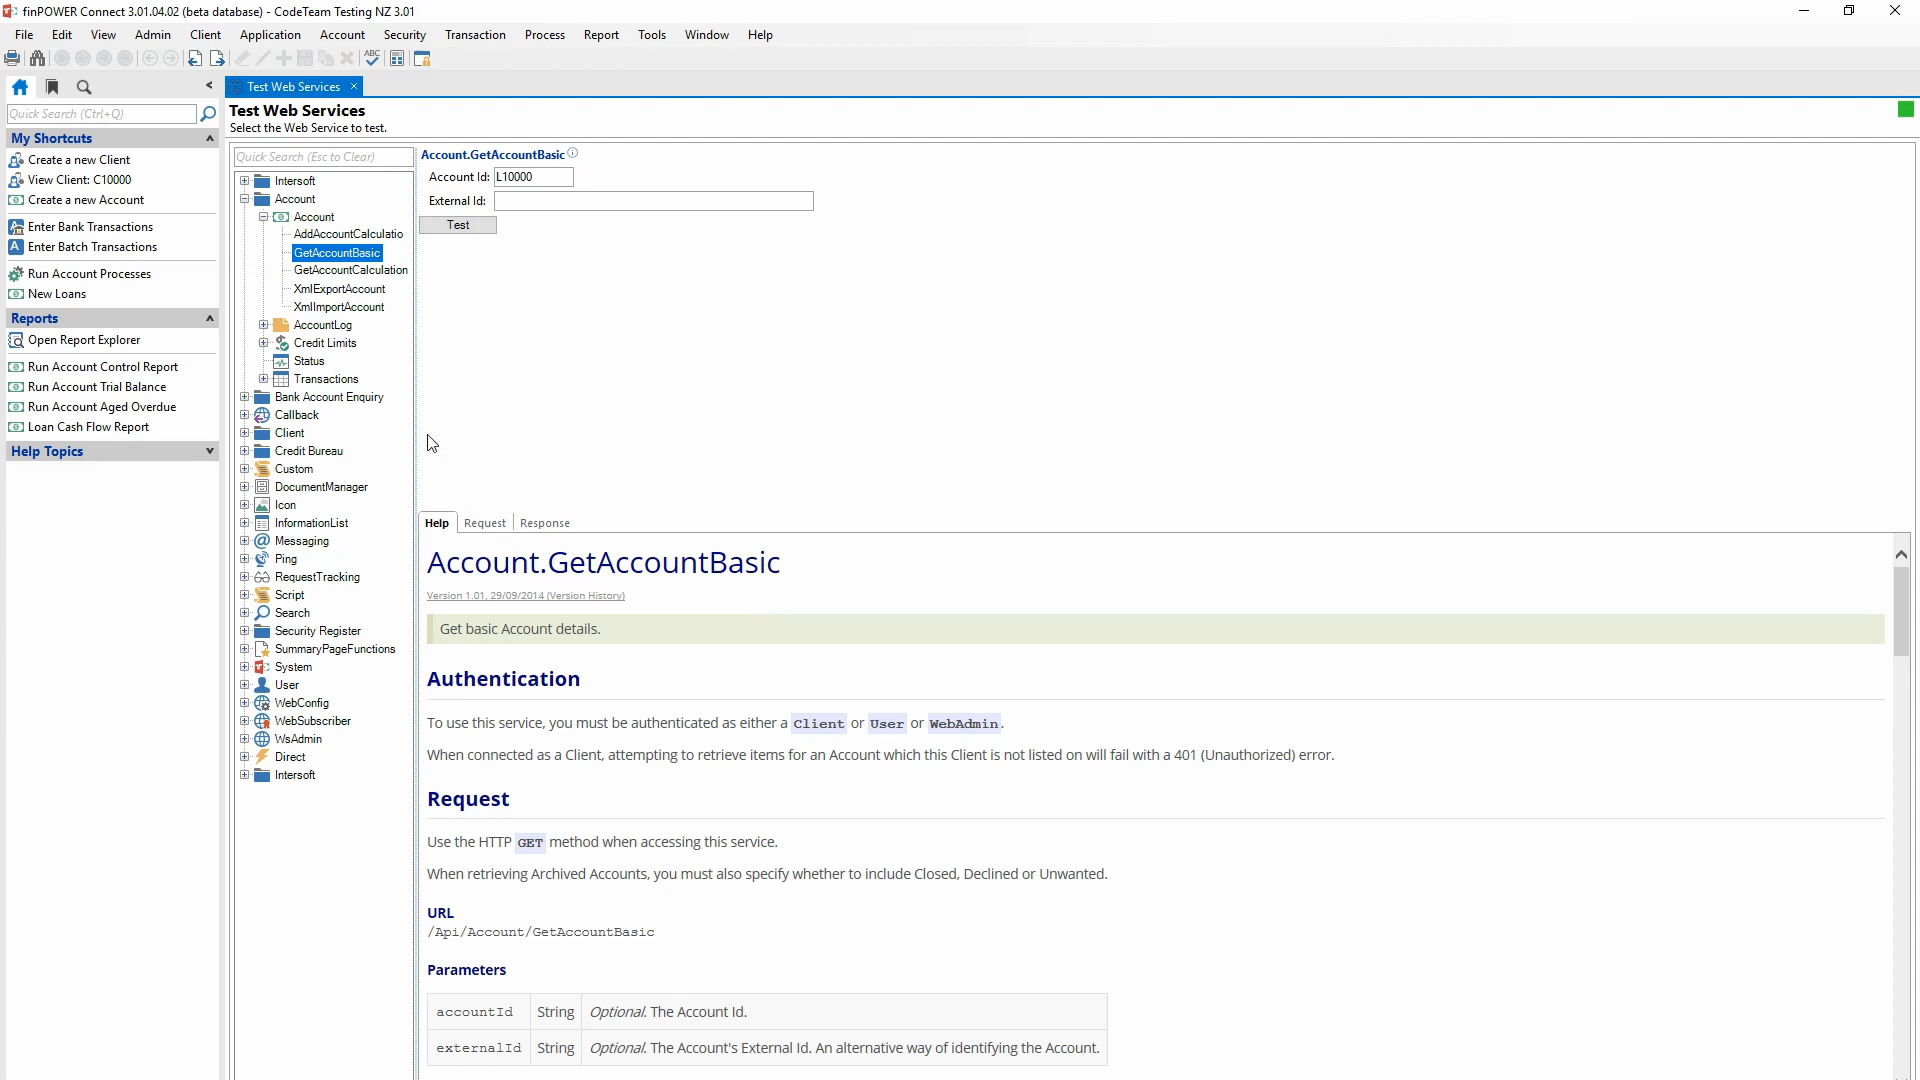 finPOWER Connect 3.01.04.02 (beta database) - CodeTeam Testing NZ 3.01
File Edit View Admin Client Application Account Security Transaction Process Report Tools Window Help
ABC
Test Web Services
Quick Search (Ctrl+Q)
My Shortcuts
Create a new Client
View Client: C10000
Create a new Account
Enter Bank Transactions
Enter Batch Transactions
Run Account Processes
New Loans
Reports
Open Report Explorer
Run Account Control Report
Run Account Trial Balance
Run Account Aged Overdue
Loan Cash Flow Report
Help Topics
Test Web Services
Select the Web Service to test.
Quick Search (Esc to Clear)
Intersoft
Account
Account
AddAccountCalculatio
GetAccountBasic
GetAccountCalculation
XmlExportAccount
XmlImportAccount
AccountLog
Credit Limits
Status
Transactions
Bank Account Enquiry
Callback
Client
Credit Bureau
Custom
DocumentManager
Icon
InformationList
Messaging
Ping
RequestTracking
Script
Search
Security Register
SummaryPageFunctions
System
User
WebConfig
WebSubscriber
WsAdmin
Direct
Intersoft
Account.GetAccountBasic
Account Id: L10000
External Id:
Test
Help Request Response
Account.GetAccountBasic
Version 1.01, 29/09/2014 (Version History)
Get basic Account details.
Authentication
To use this service, you must be authenticated as either a Client or User or WebAdmin.
When connected as a Client, attempting to retrieve items for an Account which this Client is not listed on will fail with a 401 (Unauthorized) error.
Request
Use the HTTP GET method when accessing this service.
When retrieving Archived Accounts, you must also specify whether to include Closed, Declined or Unwanted.
URL
/Api/Account/GetAccountBasic
Parameters
accountId String Optional. The Account Id.
externalId String Optional. The Account's External Id. An alternative way of identifying the Account.